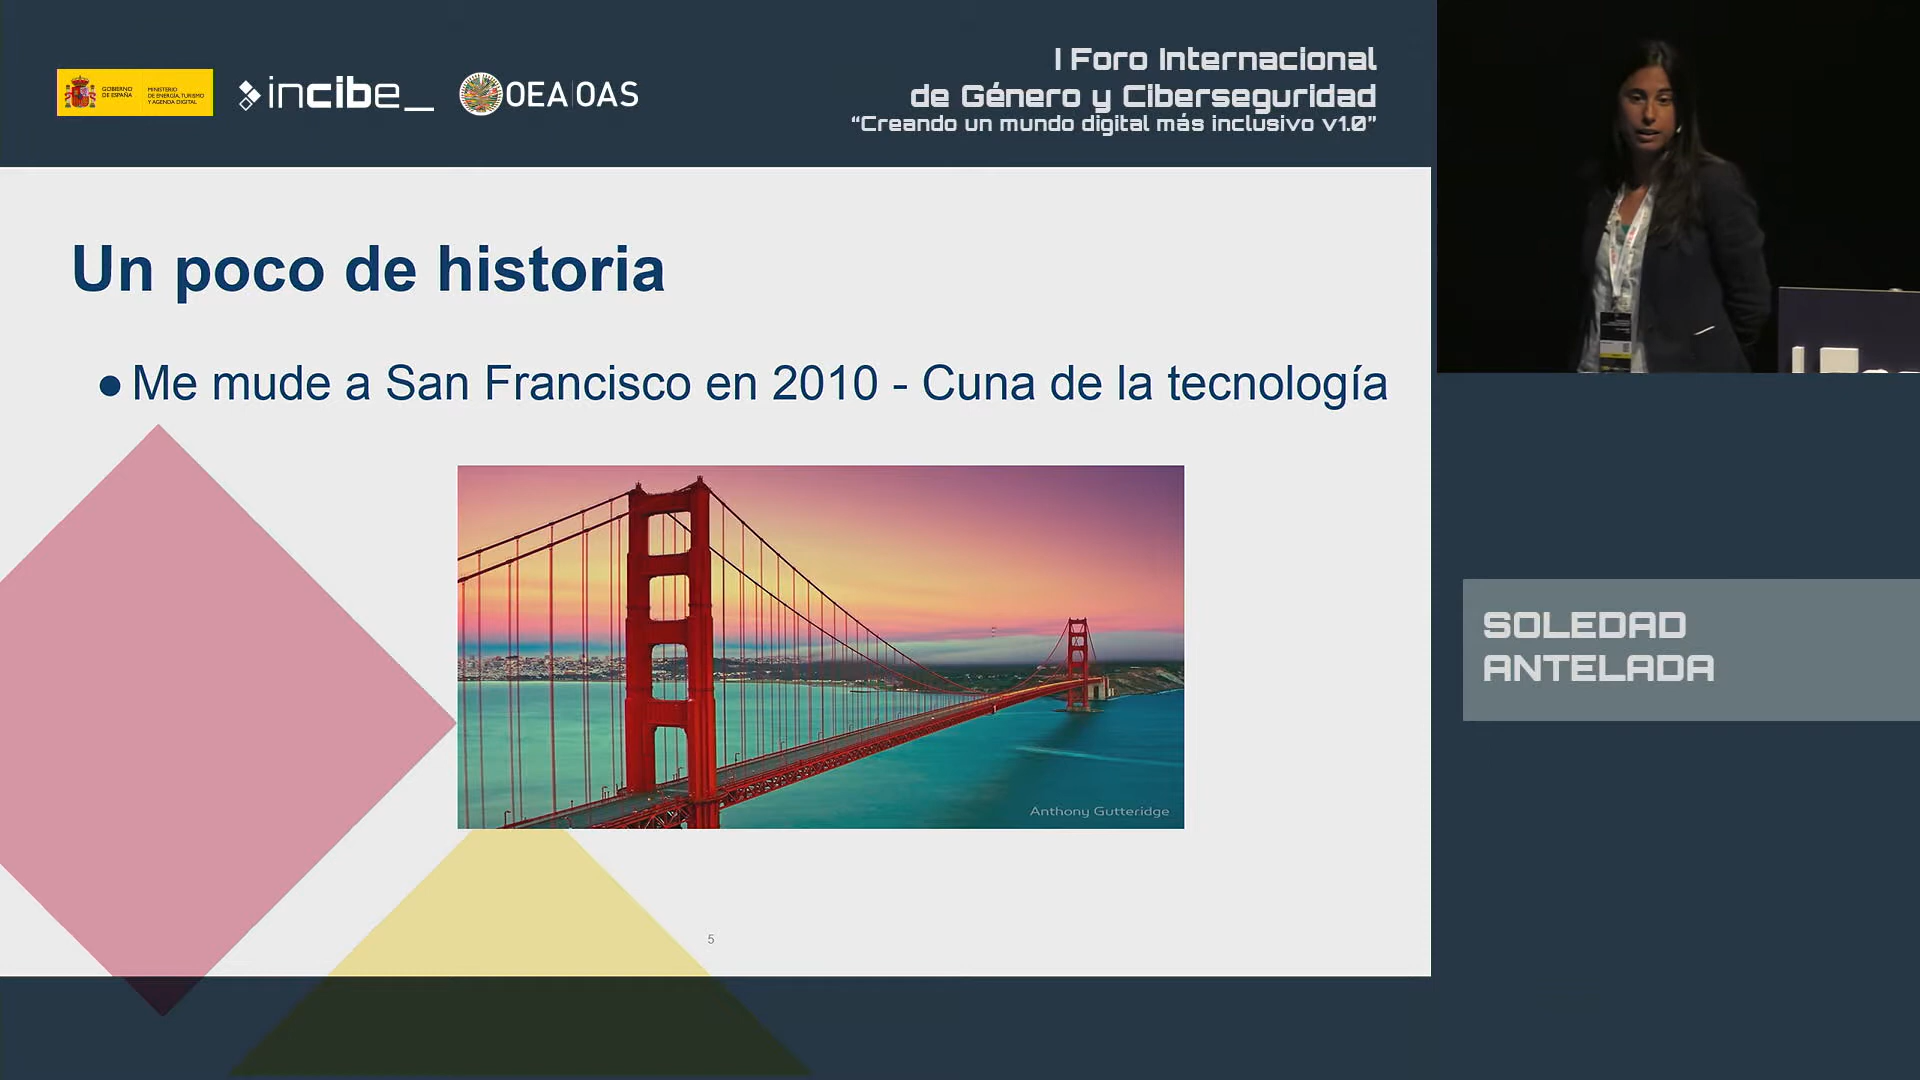 GOBIERNO
DE ESPAÑA
MINISTERIO
DE ENERGÍA, TURISMO
Y AGENDA DIGITAL
incibe_
OEA|OAS
I Foro Internacional
de Género y Ciberseguridad
“Creando un mundo digital más inclusivo v1.0”
Un poco de historia
● Me mude a San Francisco en 2010 - Cuna de la tecnología
Anthony Gutteridge
5
SOLEDAD
ANTELADA